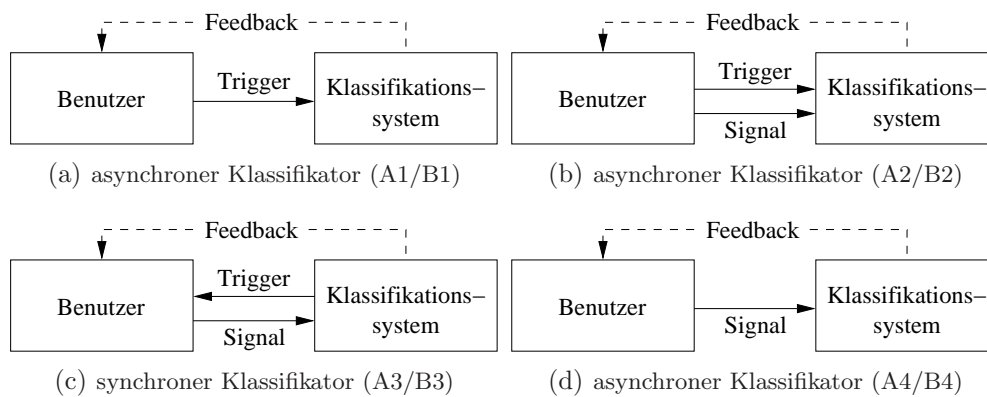 Feedback
Benutzer
Trigger
Klassifikations–
system
(a) asynchroner Klassifikator (A1/B1)
Feedback
Benutzer
Trigger
Signal
Klassifikations–
system
(b) asynchroner Klassifikator (A2/B2)
Feedback
Benutzer
Trigger
Signal
Klassifikations–
system
(c) synchroner Klassifikator (A3/B3)
Feedback
Benutzer
Signal
Klassifikations–
system
(d) asynchroner Klassifikator (A4/B4)